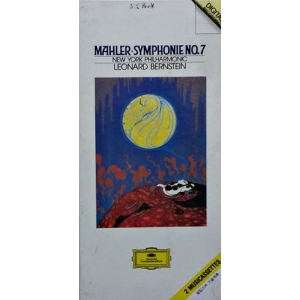 DIGITAL
MAHLER·SYMPHONIE NO.7
NEW YORK PHILHARMONIC
LEONARD BERNSTEIN
2 MUSICASSETTES